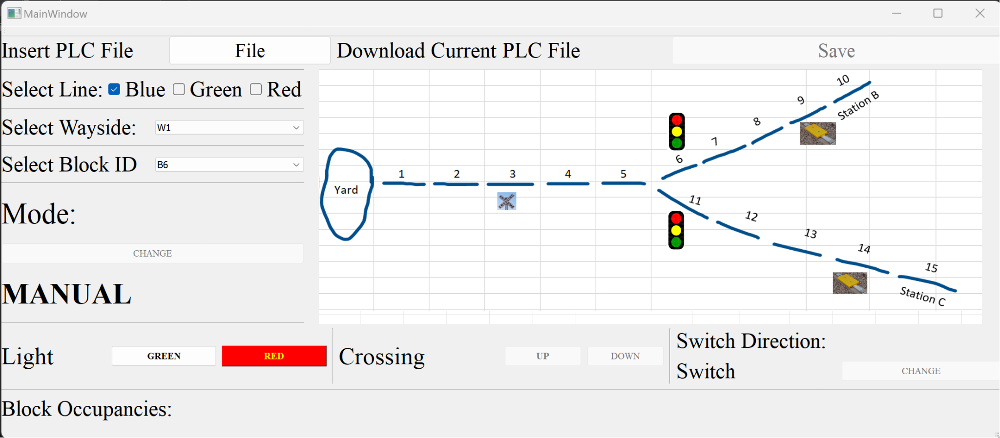 MainWindow
Insert PLC File
File
Download Current PLC File
Save
Select Line:
Blue
Green
Red
Select Wayside:
W1
Select Block ID
B6
Mode:
CHANGE
MANUAL
Yard
1
2
3
4
5
6
7
8
9
10
Station B
11
12
13
14
15
Station C
Light
GREEN
RED
Crossing
UP
DOWN
Switch Direction:
Switch
CHANGE
Block Occupancies: